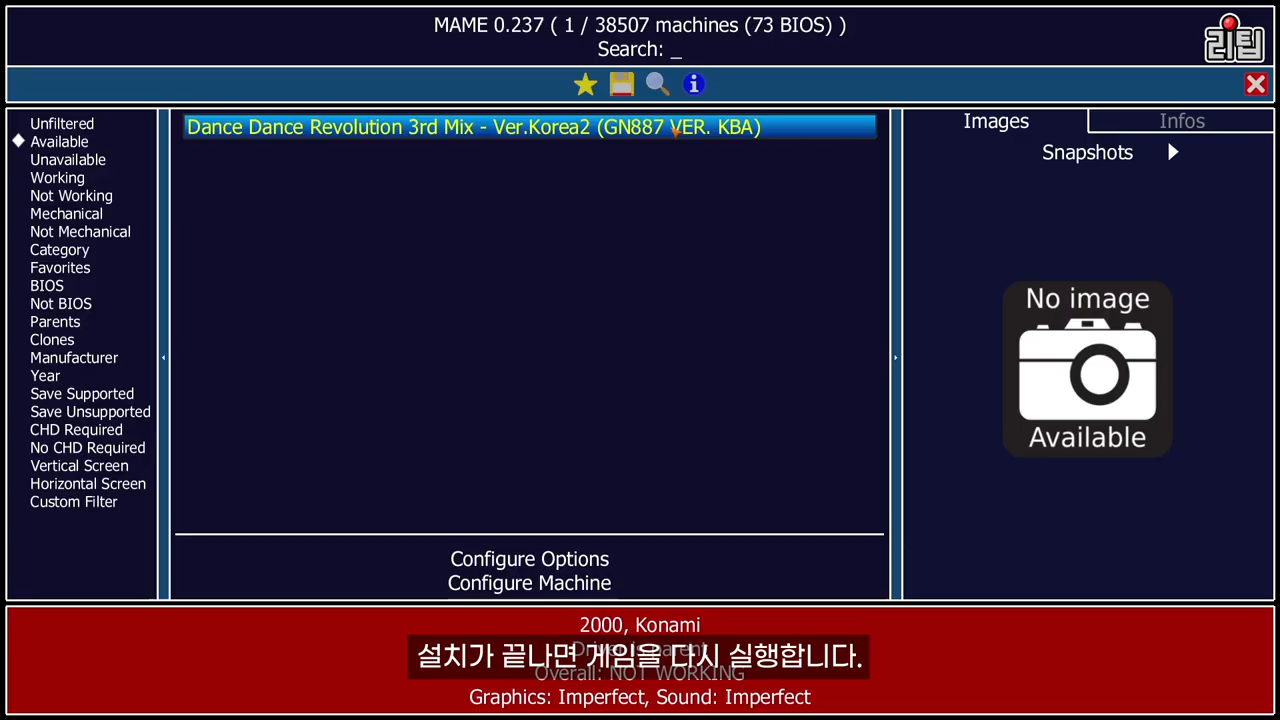 MAME 0.237 ( 1 / 38507 machines (73 BIOS) )
Search: _
리팁
Unfiltered
Available
Unavailable
Working
Not Working
Mechanical
Not Mechanical
Category
Favorites
BIOS
Not BIOS
Parents
Clones
Manufacturer
Year
Save Supported
Save Unsupported
CHD Required
No CHD Required
Vertical Screen
Horizontal Screen
Custom Filter
Dance Dance Revolution 3rd Mix - Ver.Korea2 (GN887 VER. KBA)
Configure Options
Configure Machine
Images
Infos
Snapshots
No image
Available
2000, Konami
설치가 끝나면 게임을 다시 실행합니다.
Overall: NOT WORKING
Graphics: Imperfect, Sound: Imperfect